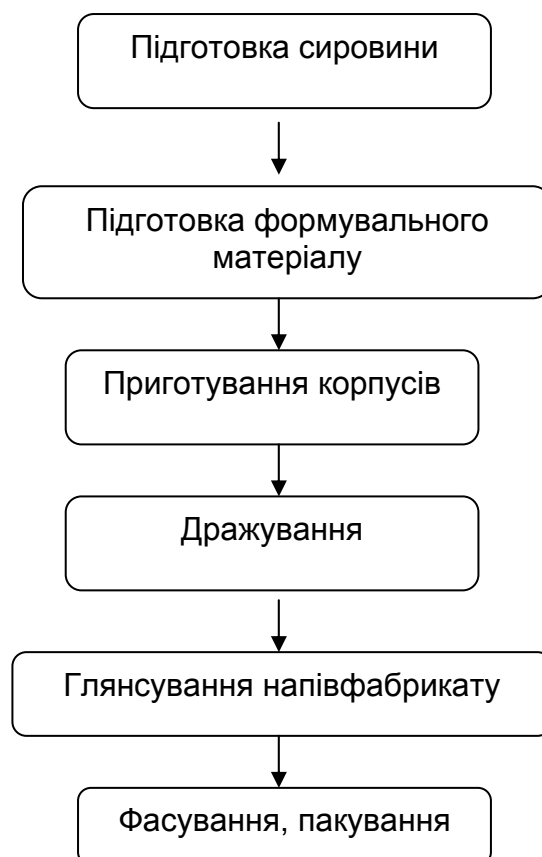 Підготовка сировини
Підготовка формувального
матеріалу
Приготування корпусів
Дражування
Глянсування напівфабрикату
Фасування, пакування